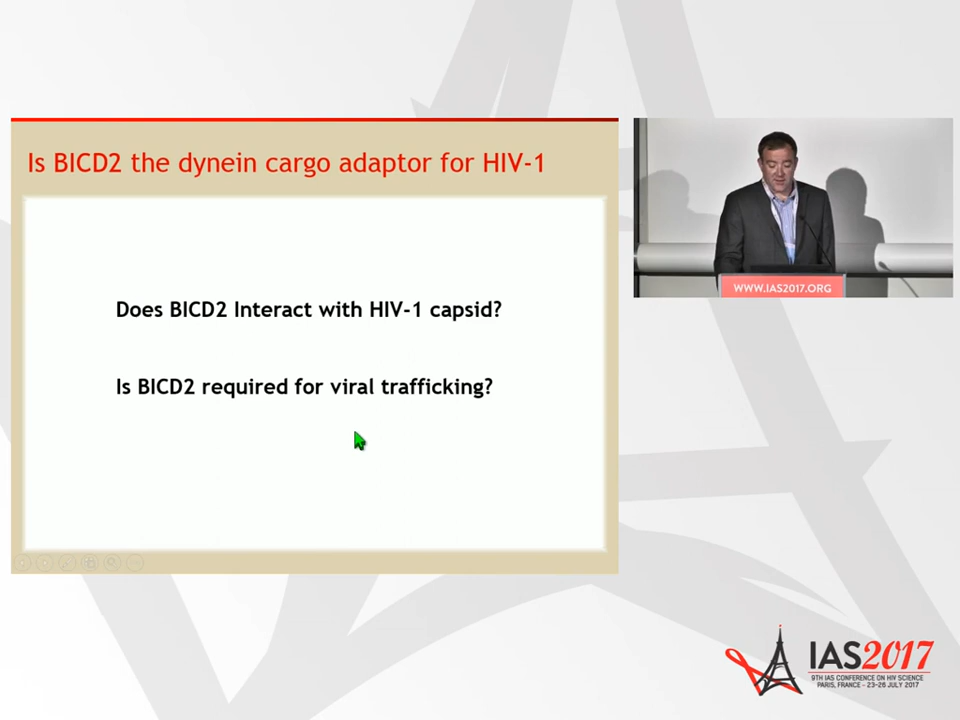 Is BICD2 the dynein cargo adaptor for HIV-1
Does BICD2 Interact with HIV-1 capsid?
Is BICD2 required for viral trafficking?
WWW.IAS2017.ORG
IAS2017
9TH IAS CONFERENCE ON HIV SCIENCE
PARIS, FRANCE - 23-26 JULY 2017